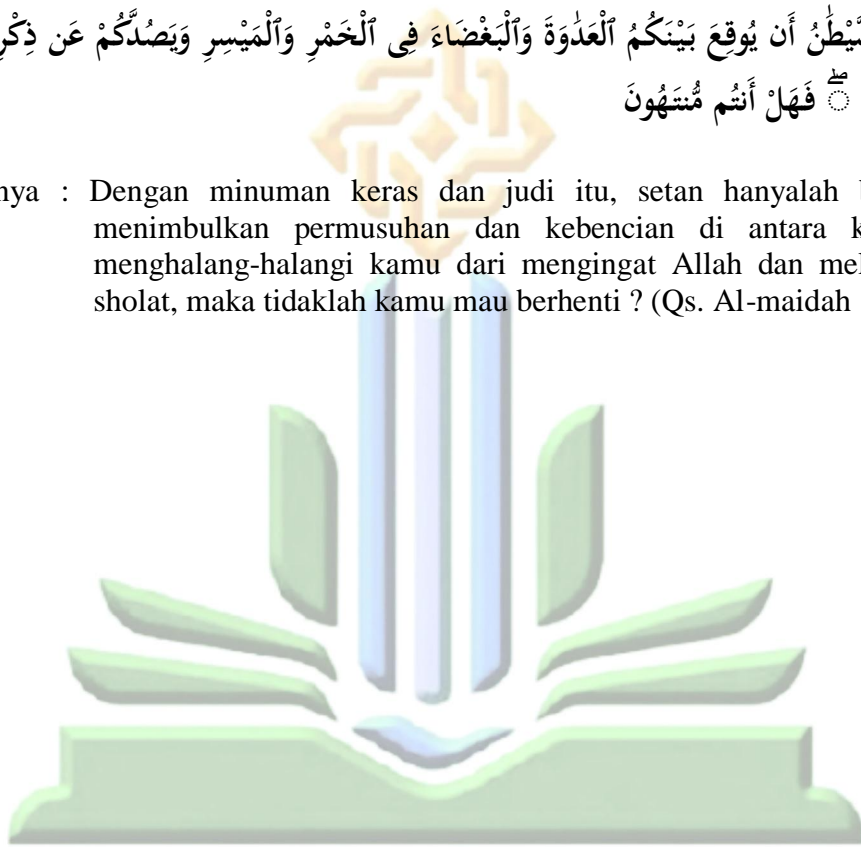 شَّيْطَٰنُ أَن يُوقِعَ بَيْنَكُمُ ٱلْعَدَٰوَةَ وَٱلْبَغْضَاءَ فِى ٱلْخَمْرِ وَٱلْمَيْسِرِ وَيَصُدَّكُمْ عَن ذِكْرِ
ۖ فَهَلْ أَنتُم مُّنتَهُونَ
nya : Dengan minuman keras dan judi itu, setan hanyalah
menimbulkan permusuhan dan kebencian di antara k
menghalang-halangi kamu dari mengingat Allah dan mel
sholat, maka tidaklah kamu mau berhenti ? (Qs. Al-maidah